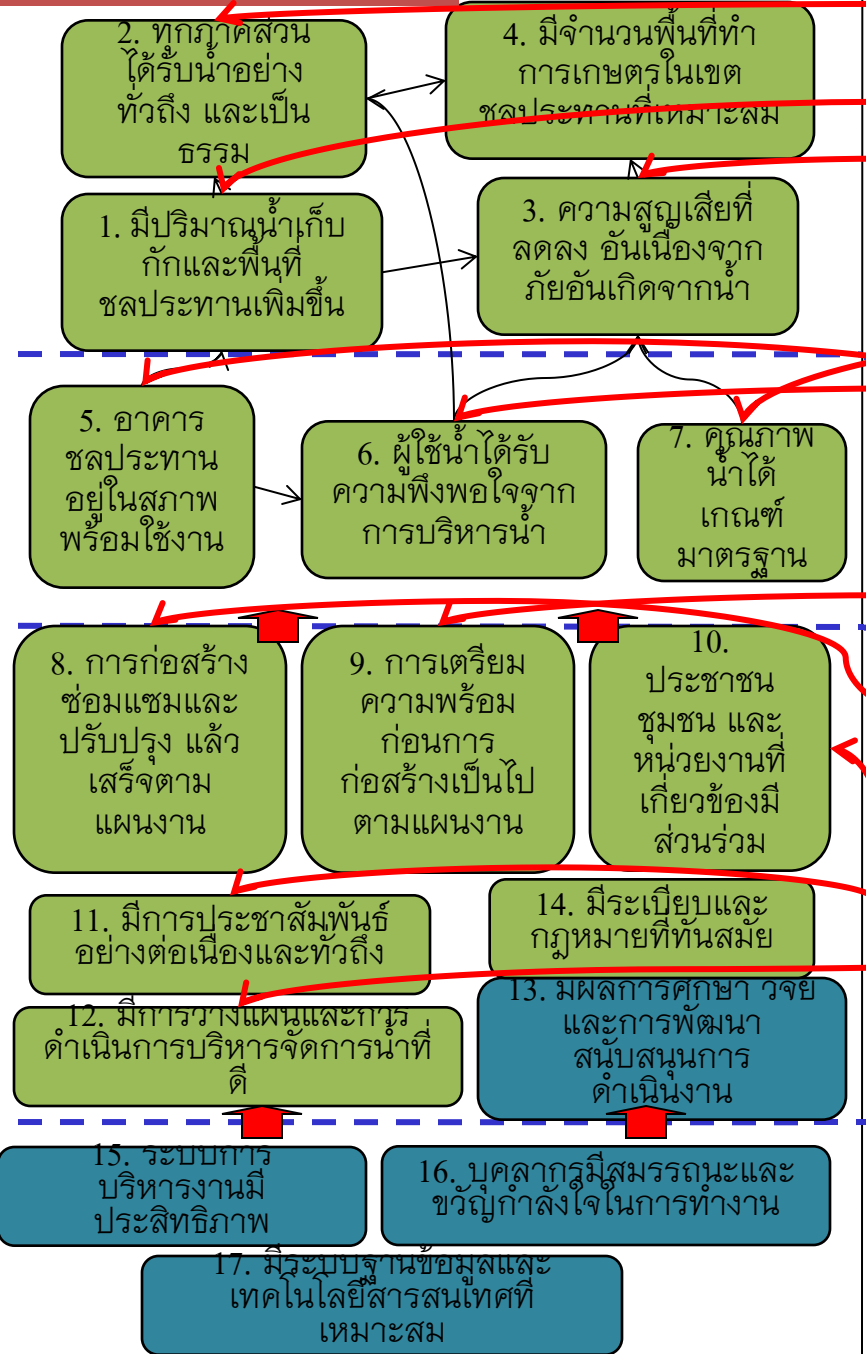 2. ทุกภาคส่วน
ได้รับน้ำอย่าง
ทั่วถึง และเป็น
ธรรม
4. มีจำนวนพื้นที่ทำ
การเกษตรในเขต
ชลประทานที่เหมาะสม
1. มีปริมาณน้ำเก็บ
กักและพื้นที่
ชลประทานเพิ่มขึ้น
3. ความสูญเสียที่
ลดลง อันเนื่องจาก
ภัยอันเกิดจากน้ำ
5. อาคาร
ชลประทาน
อยู่ในสภาพ
พร้อมใช้งาน
6. ผู้ใช้น้ำได้รับ
ความพึงพอใจจาก
การบริหารน้ำ
7. คุณภาพ
น้ำได้
เกณฑ์
มาตรฐาน
8. การก่อสร้าง
ซ่อมแซมและ
ปรับปรุง แล้ว
เสร็จตาม
แผนงาน
9. การเตรียม
ความพร้อม
ก่อนการ
ก่อสร้างเป็นไป
ตามแผนงาน
10.
ประชาชน
ชุมชน และ
หน่วยงานที่
เกี่ยวข้องมี
ส่วนร่วม
11. มีการประชาสัมพันธ์
อย่างต่อเนื่องและทั่วถึง
14. มีระเบียบและ
กฎหมายที่ทันสมัย
12. มีการวางแผนและการ
ดำเนินการบริหารจัดการน้ำที่
ดี
13. มีผลการศึกษา วิจัย
และการพัฒนา
สนับสนุนการ
ดำเนินงาน
15. ระบบการ
บริหารงานมี
ประสิทธิภาพ
16. บุคลากรมีสมรรถนะและ
ขวัญกำลังใจในการทำงาน
17. มีระบบฐานข้อมูลและ
เทคโนโลยีสารสนเทศที่
เหมาะสม